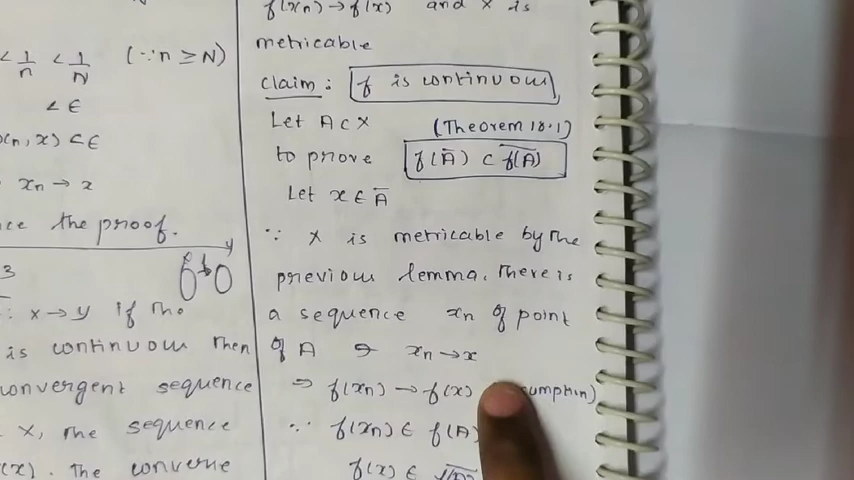 < 1/n < 1/N (∵ n ≥ N)
< ∈
(xn, x) < ∈
xn → x
the proof.
3
: x → y if the
is continuous then
convergent sequence
x, the sequence
(x). The converse
f(xn) → f(x) and x is
metricable
claim: f is continuous
Let A ⊂ X (Theorem 18.1)
to prove f(Ā) ⊂ \overline{f(A)}
Let x ∈ Ā
∵ x is metricable by the
previous lemma. There is
a sequence xn of point
of A ∋ xn → x
⇒ f(xn) → f(x)
∵ f(xn) ∈ f(A)
f(x) ∈ \overline{f(A)}